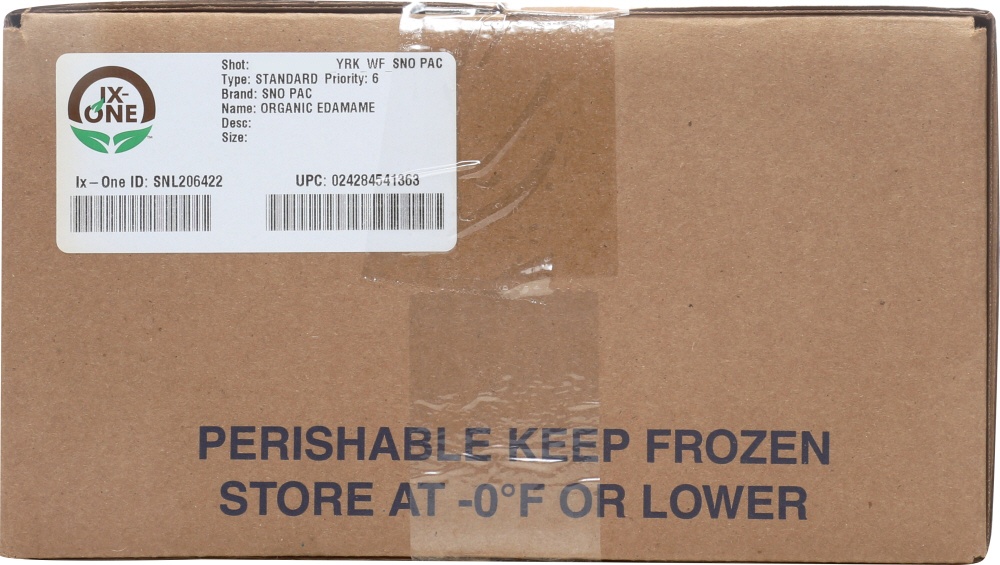 IX-
ONE
Shot: YRK WF SNO PAC
Type: STANDARD Priority: 6
Brand: SNO PAC
Name: ORGANIC EDAMAME
Desc:
Size:
Ix-One ID: SNL206422 UPC: 024284541363
PERISHABLE KEEP FROZEN
STORE AT -0°F OR LOWER